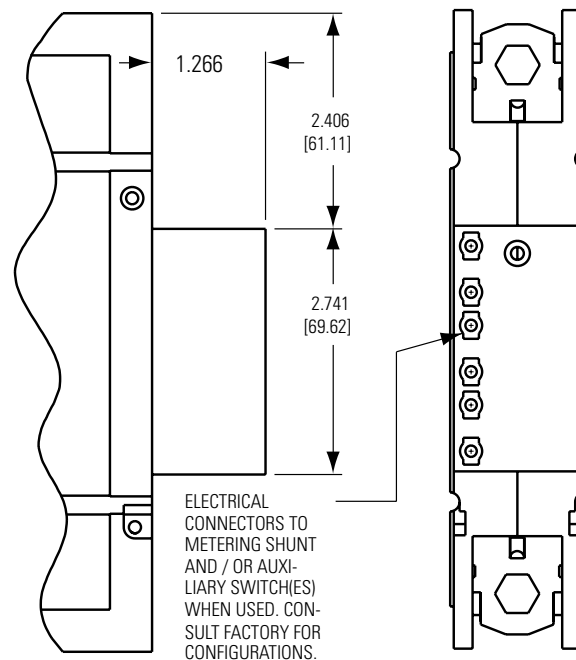 1.266
2.406
[61.11]
2.741
[69.62]
ELECTRICAL
CONNECTORS TO
METERING SHUNT
AND / OR AUXI-
LIARY SWITCH(ES)
WHEN USED. CON-
SULT FACTORY FOR
CONFIGURATIONS.